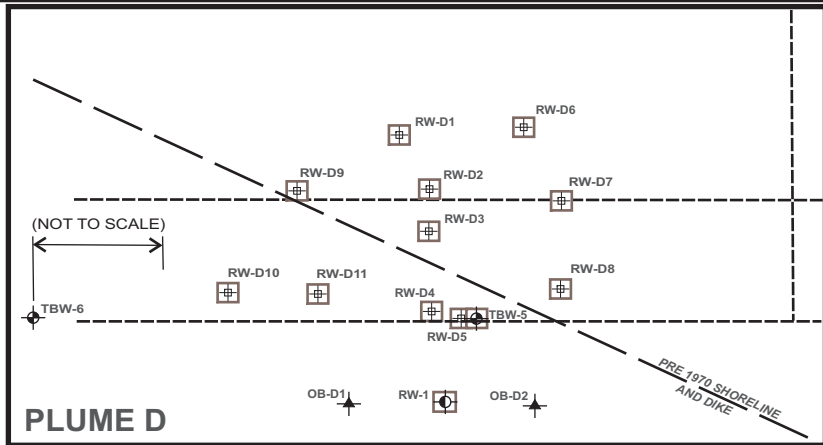 RW-D1
RW-D6
RW-D9
RW-D2
RW-D7
(NOT TO SCALE)
RW-D3
RW-D10
RW-D11
RW-D8
RW-D4
TBW-6
TBW-5
RW-D5
PRE 1970 SHORELINE
AND DIKE
OB-D1
RW-1
OB-D2
PLUME D